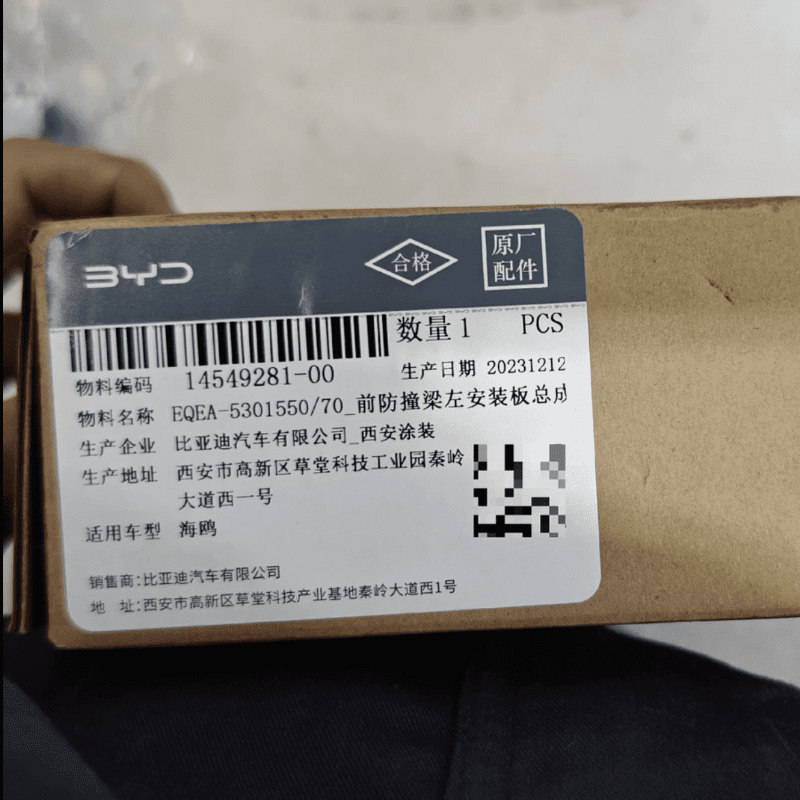 BYD
合格
原厂
配件
数量 1 PCS
生产日期 20231212
物料编码 14549281-00
物料名称 EQEA-5301550/70_前防撞梁左安装板总成
生产企业 比亚迪汽车有限公司_西安涂装
生产地址 西安市高新区草堂科技工业园秦岭
大道西一号
适用车型 海鸥
销售商:比亚迪汽车有限公司
地 址:西安市高新区草堂科技产业基地秦岭大道西1号